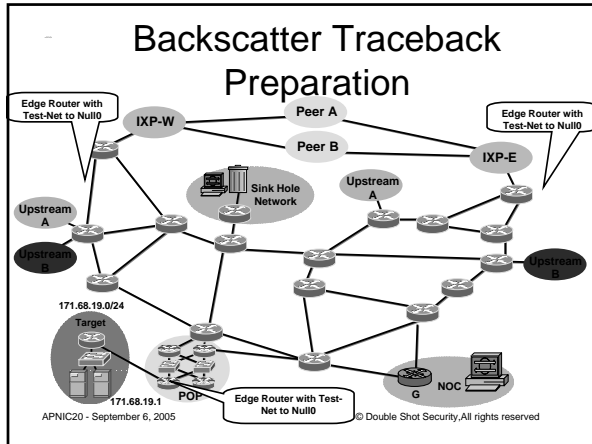 Backscatter Traceback
Preparation
Edge Router with
Test-Net to Null0
IXP-W
Peer A
Peer B
Edge Router with
Test-Net to Null0
IXP-E
Sink Hole
Network
Upstream
A
Upstream
A
Upstream
B
Upstream
B
171.68.19.0/24
Target
171.68.19.1
POP
Edge Router with Test-
Net to Null0
G
NOC
APNIC20 - September 6, 2005
© Double Shot Security,All rights reserved